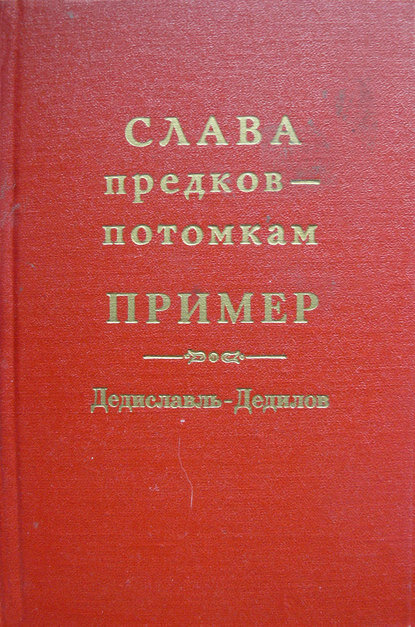 СЛАВА
предков—
потомкам
ПРИМЕР
Дедиславль-Дедилов